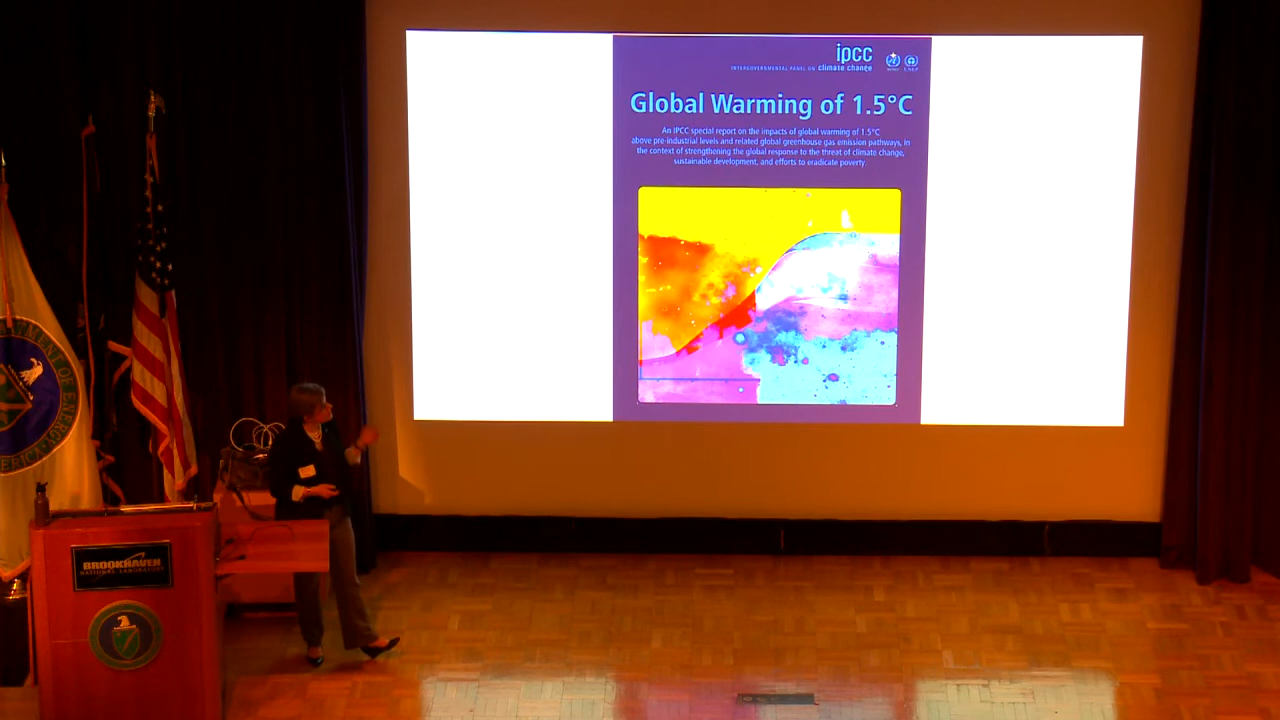 ipcc
INTERGOVERNMENTAL PANEL ON climate change
Global Warming of 1.5°C
An IPCC special report on the impacts of global warming of 1.5°C
above pre-industrial levels and related global greenhouse gas emission pathways, in
the context of strengthening the global response to the threat of climate change,
sustainable development, and efforts to eradicate poverty
BROOKHAVEN
NATIONAL LABORATORY